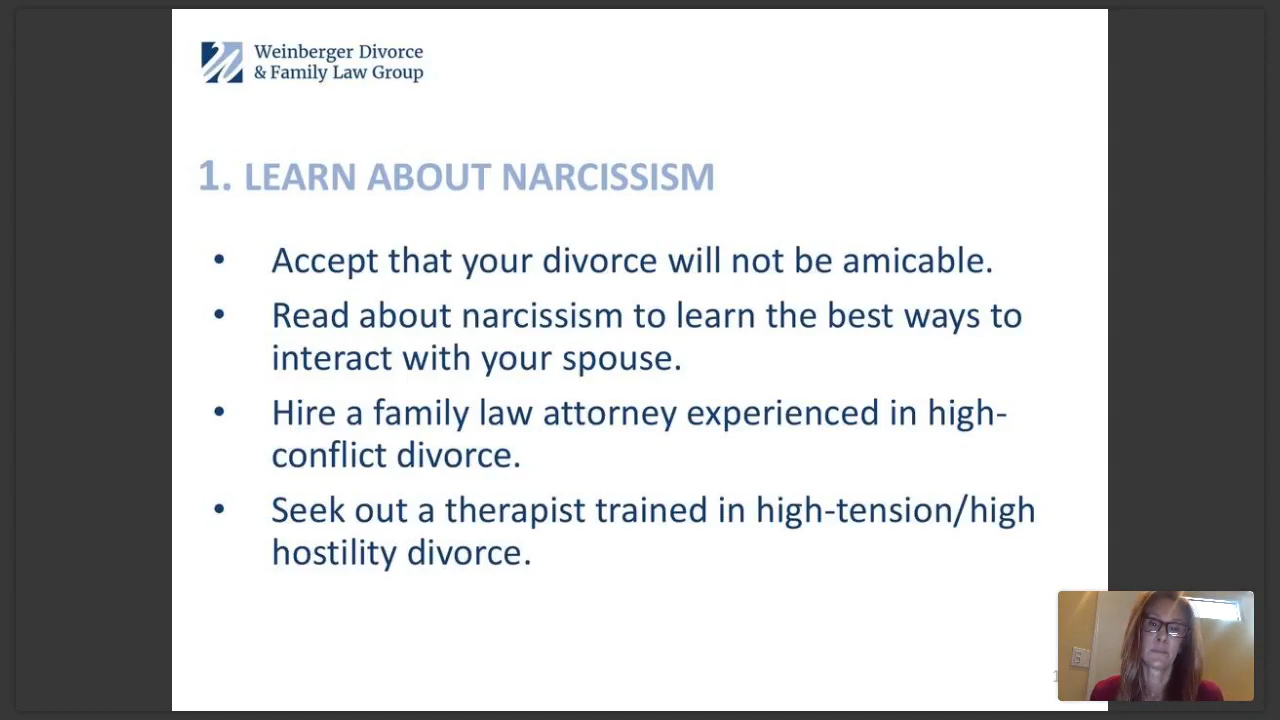 Weinberger Divorce
& Family Law Group
1. LEARN ABOUT NARCISSISM
• Accept that your divorce will not be amicable.
• Read about narcissism to learn the best ways to
interact with your spouse.
• Hire a family law attorney experienced in high-
conflict divorce.
• Seek out a therapist trained in high-tension/high
hostility divorce.